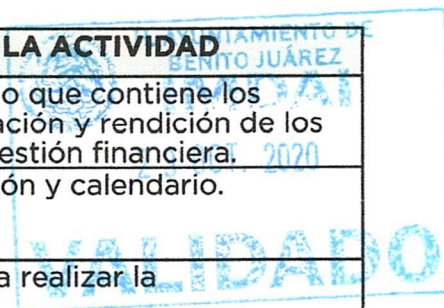 LA ACTIVIDAD
AYUNTAMIENTO DE
BENITO JUÁREZ
o que contiene los
ación y rendición de los
estión financiera.
OCT. 2020
ón y calendario.
VALIDADO
a realizar la